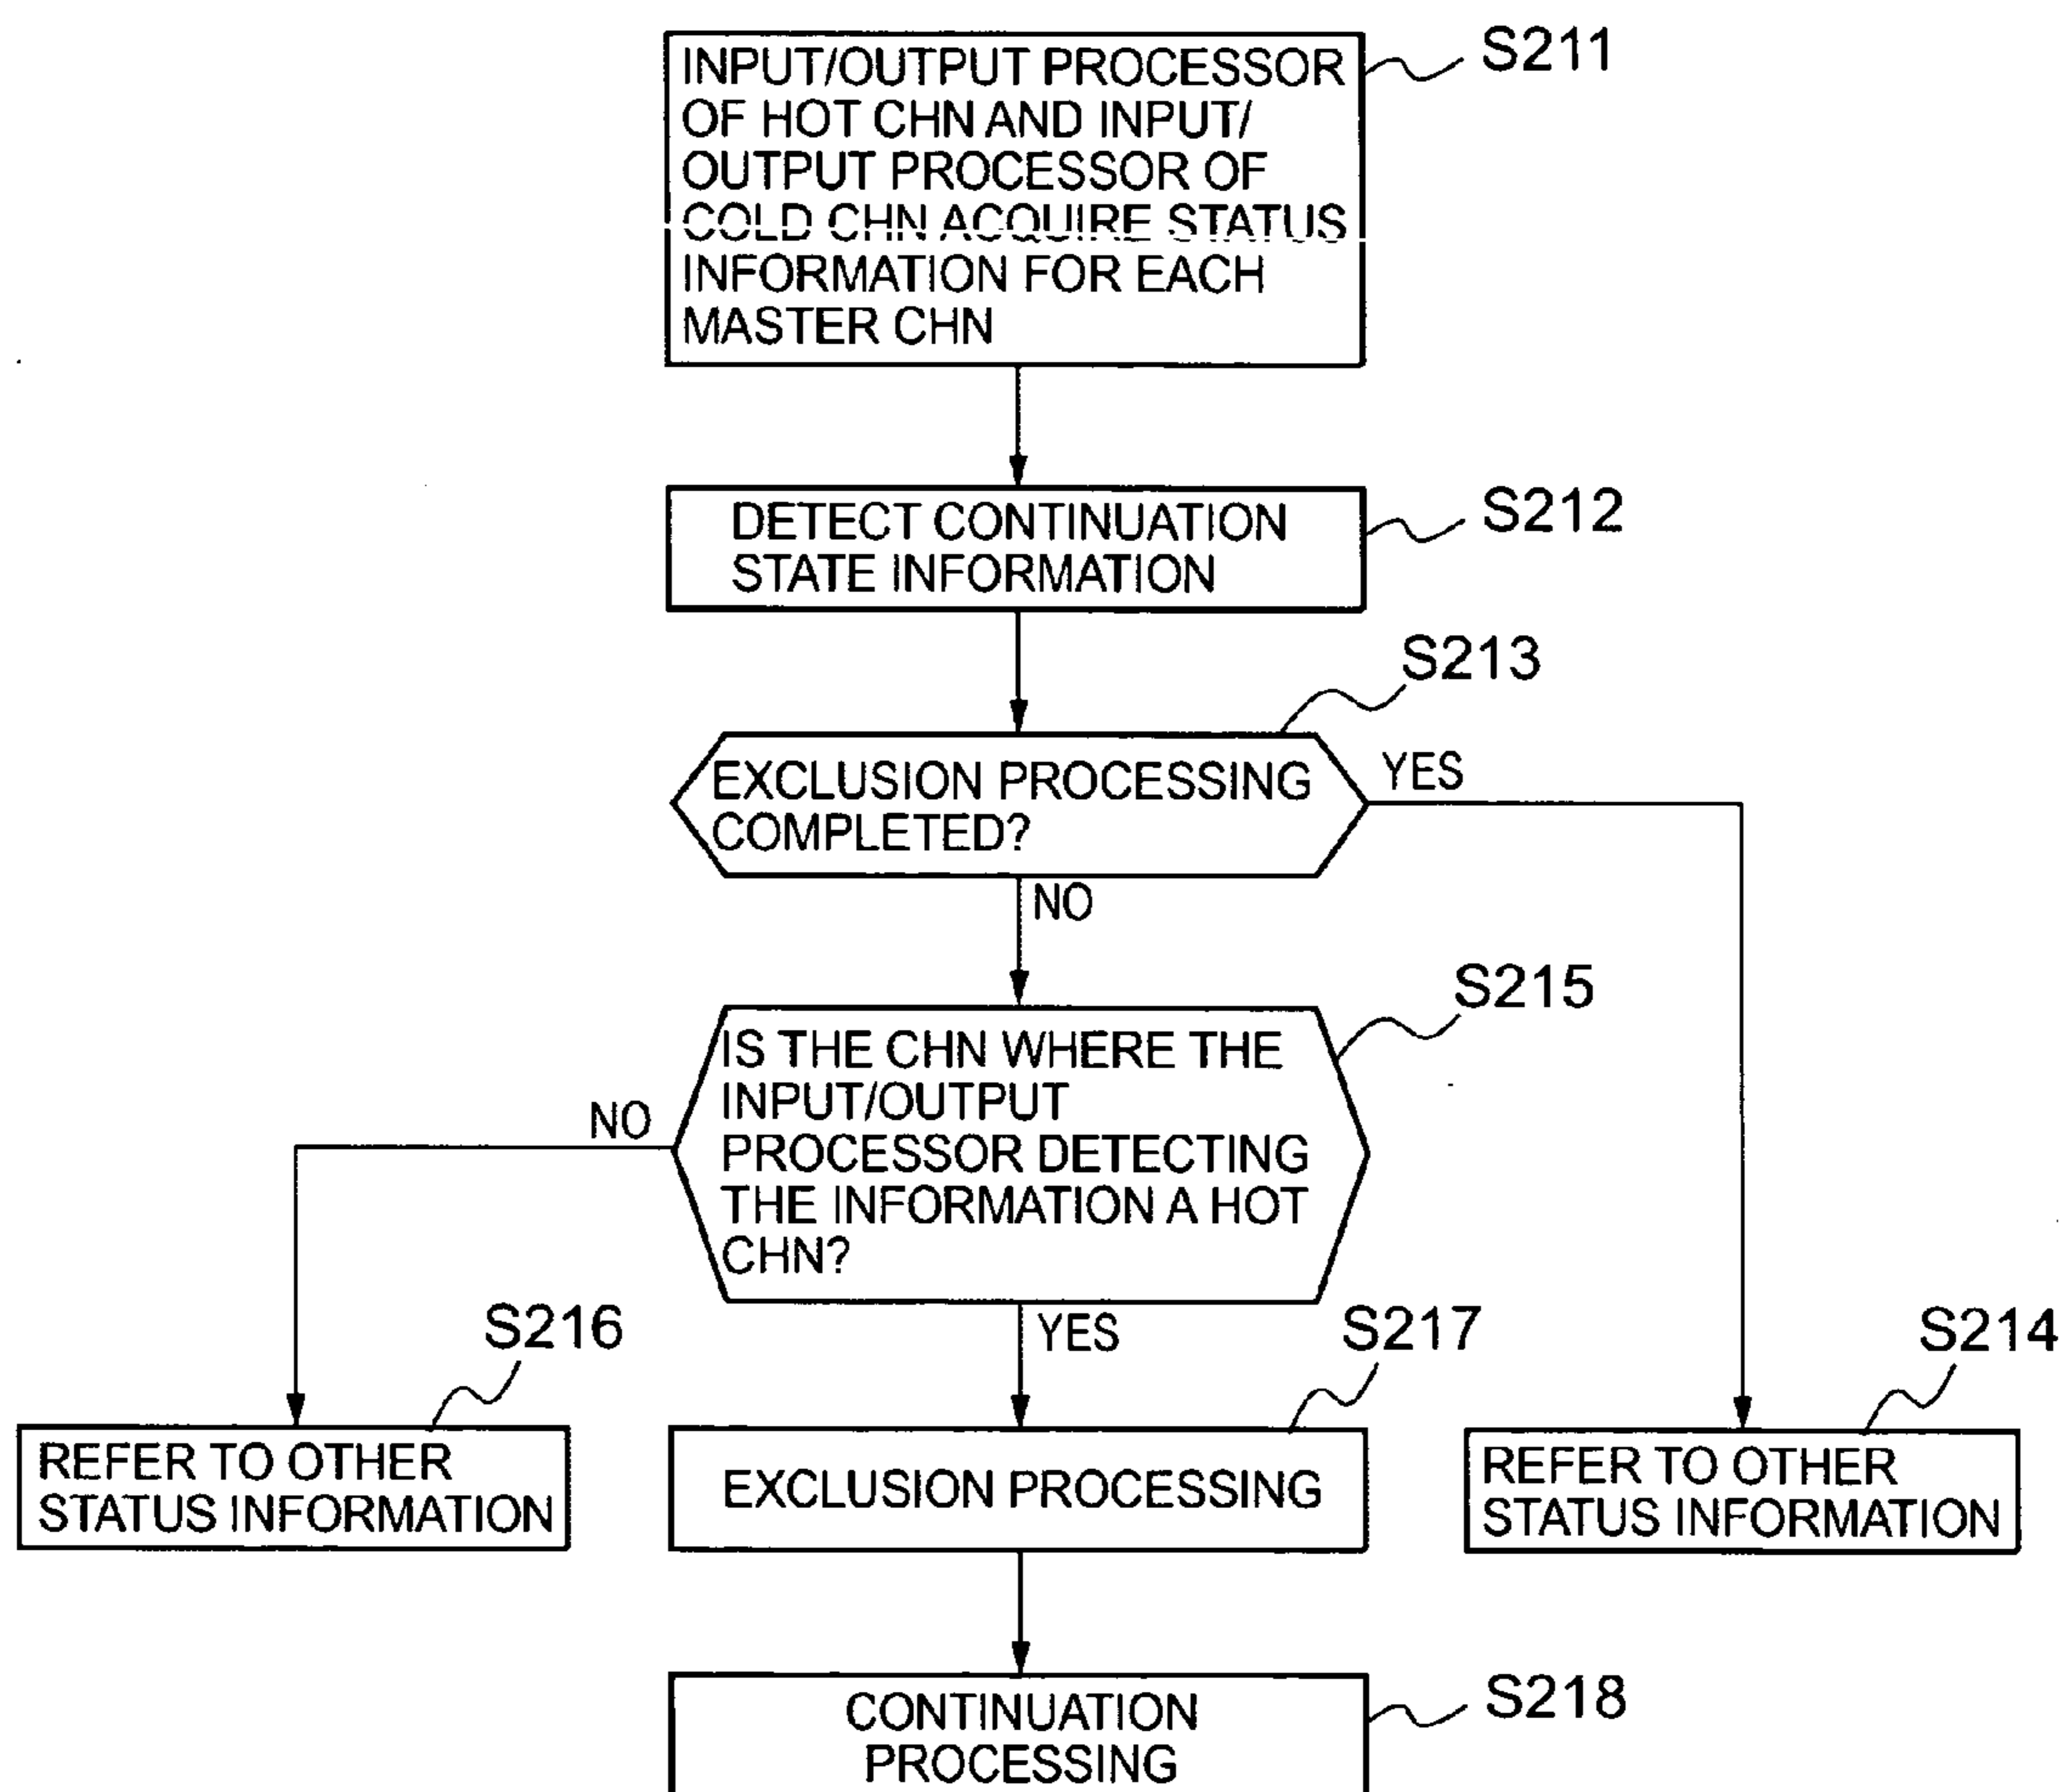 S211
INPUT/OUTPUT PROCESSOR
OF HOT CHN AND INPUT/
OUTPUT PROCESSOR OF
COLD CHN ACQUIRE STATUS
INFORMATION FOR EACH
MASTER CHN
S212
DETECT CONTINUATION
STATE INFORMATION
S213
EXCLUSION PROCESSING
COMPLETED?
YES
NO
S215
IS THE CHN WHERE THE
INPUT/OUTPUT
PROCESSOR DETECTING
THE INFORMATION A HOT
CHN?
NO
YES
S216
REFER TO OTHER
STATUS INFORMATION
S217
EXCLUSION PROCESSING
S214
REFER TO OTHER
STATUS INFORMATION
S218
CONTINUATION
PROCESSING